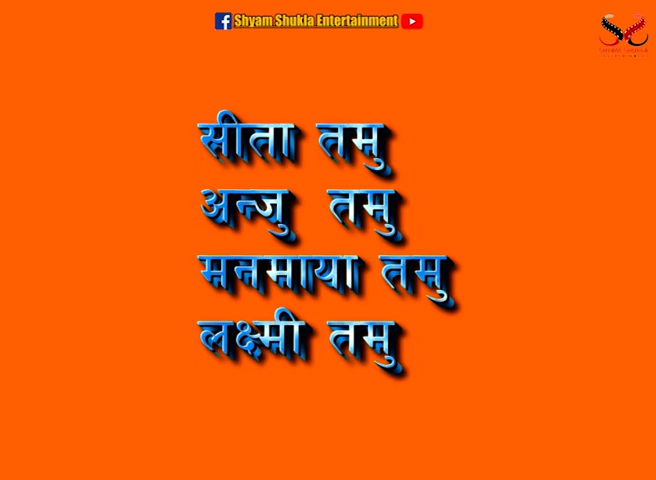 Shyam Shukla Entertainment
सीता तमु
अन्जु तमु
मनमाया तमु
लक्ष्मी तमु